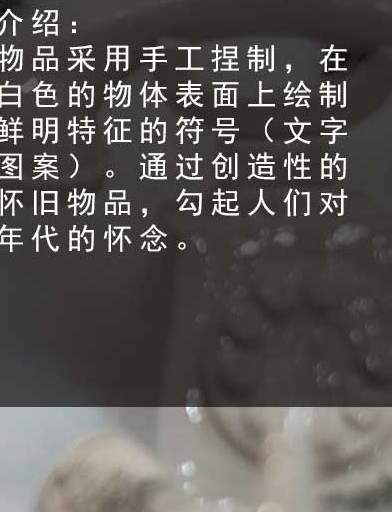 介绍：
物品采用手工捏制，在
白色的物体表面上绘制
鲜明特征的符号（文字
图案）。通过创造性的
怀旧物品，勾起人们对
年代的怀念。